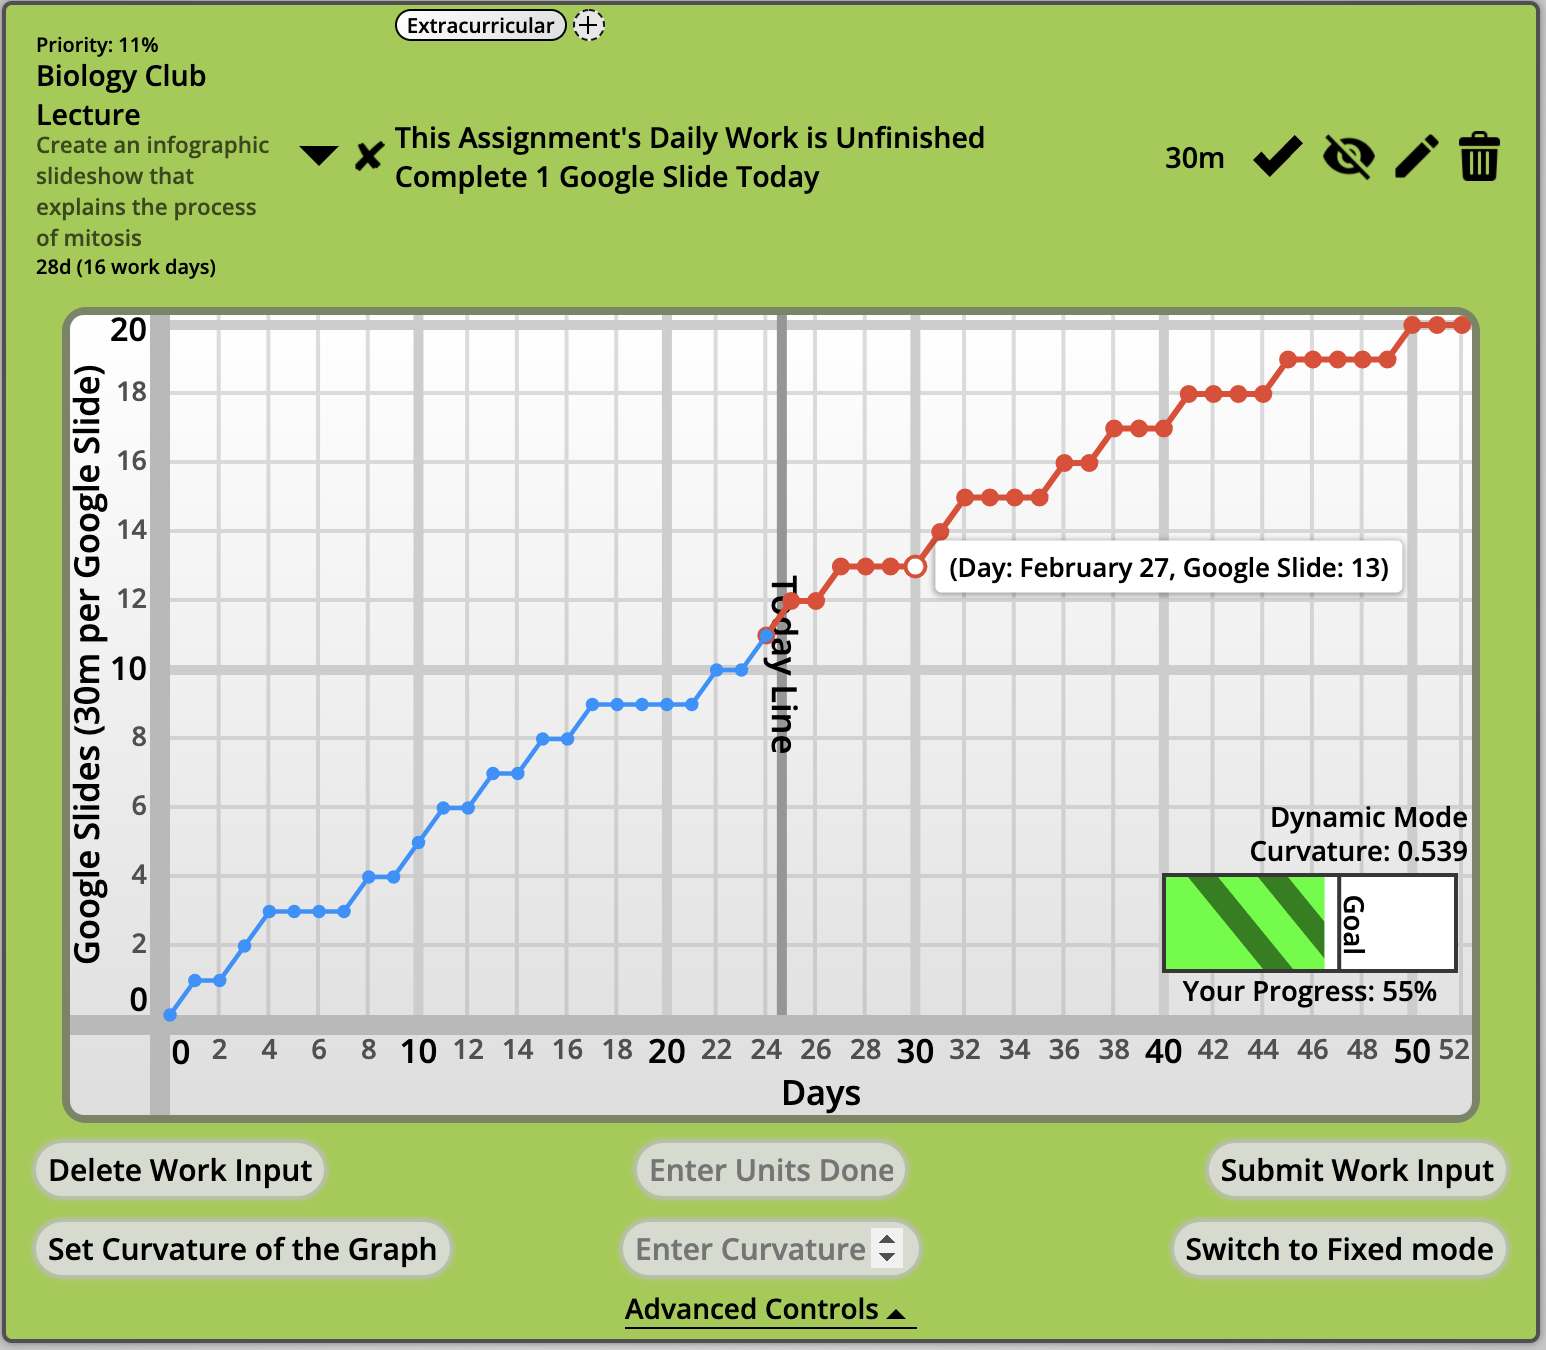 Extracurricular
Priority: 11%
Biology Club
Lecture
Create an infographic
slideshow that
explains the process
of mitosis
28d (16 work days)
This Assignment's Daily Work is Unfinished
Complete 1 Google Slide Today
30m
Google Slides (30m per Google Slide)
20
18
16
14
12
10
8
6
4
2
0
Today Line
(Day: February 27, Google Slide: 13)
Dynamic Mode
Curvature: 0.539
Goal
Your Progress: 55%
0 2 4 6 8 10 12 14 16 18 20 22 24 26 28 30 32 34 36 38 40 42 44 46 48 50 52
Days
Delete Work Input
Enter Units Done
Submit Work Input
Set Curvature of the Graph
Enter Curvature
Switch to Fixed mode
Advanced Controls